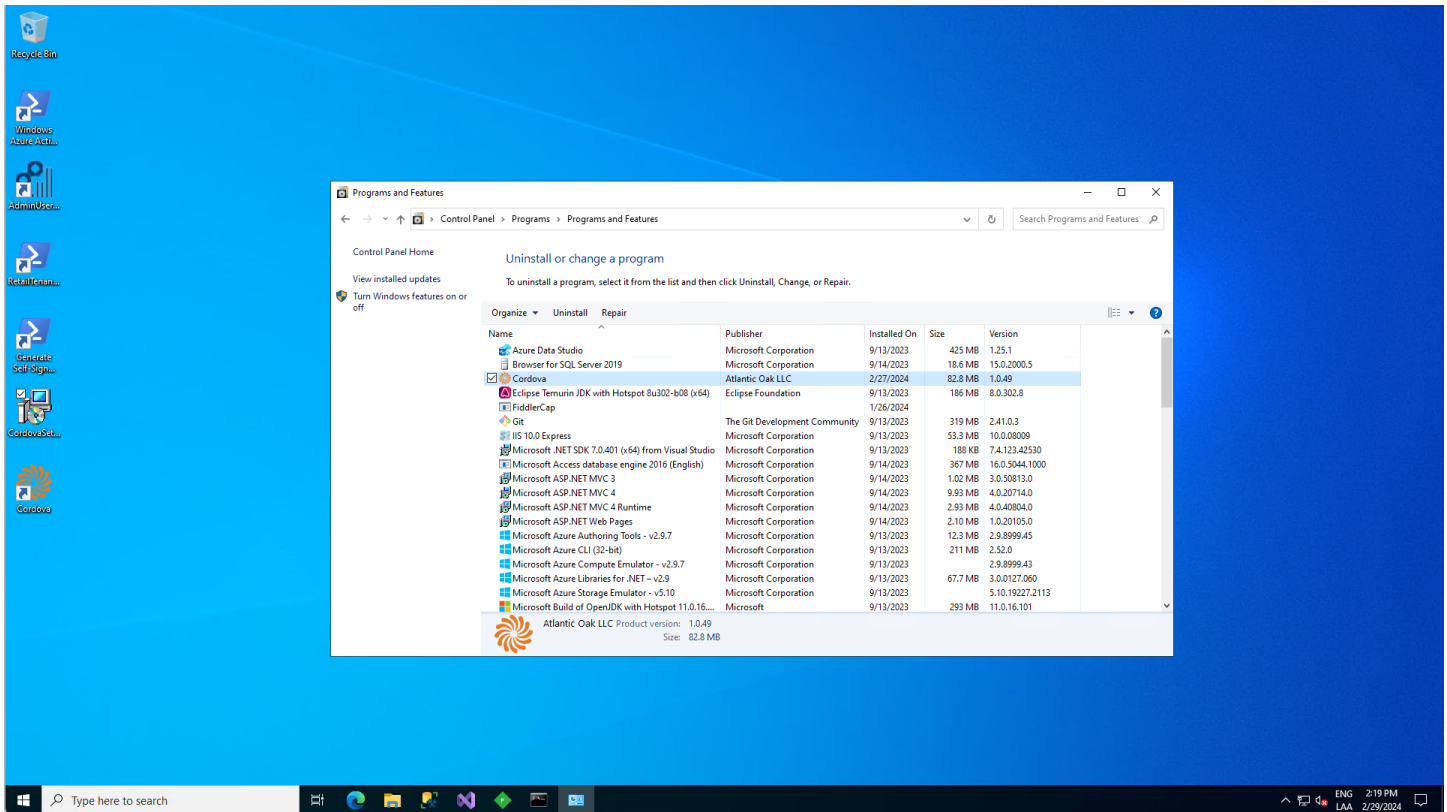 Recycle Bin
Windows
Azure Acti...
AdminUser...
RetailTenan...
Generate
Self-Sign...
CordovaSet...
Cordova
Programs and Features
Control Panel > Programs > Programs and Features
Search Programs and Features
Control Panel Home
View installed updates
Turn Windows features on or
off
Uninstall or change a program
To uninstall a program, select it from the list and then click Uninstall, Change, or Repair.
Organize Uninstall Repair
Name Publisher Installed On Size Version
Azure Data Studio Microsoft Corporation 9/13/2023 425 MB 1.25.1
Browser for SQL Server 2019 Microsoft Corporation 9/14/2023 18.6 MB 15.0.2000.5
Cordova Atlantic Oak LLC 2/27/2024 82.8 MB 1.0.49
Eclipse Temurin JDK with Hotspot 8u302-b08 (x64) Eclipse Foundation 9/13/2023 186 MB 8.0.302.8
FiddlerCap 1/26/2024
Git The Git Development Community 9/13/2023 319 MB 2.41.0.3
IIS 10.0 Express Microsoft Corporation 9/13/2023 53.3 MB 10.0.08009
Microsoft .NET SDK 7.0.401 (x64) from Visual Studio Microsoft Corporation 9/13/2023 188 KB 7.4.123.42530
Microsoft Access database engine 2016 (English) Microsoft Corporation 9/14/2023 367 MB 16.0.5044.1000
Microsoft ASP.NET MVC 3 Microsoft Corporation 9/14/2023 1.02 MB 3.0.50813.0
Microsoft ASP.NET MVC 4 Microsoft Corporation 9/14/2023 9.93 MB 4.0.20714.0
Microsoft ASP.NET MVC 4 Runtime Microsoft Corporation 9/14/2023 2.93 MB 4.0.40804.0
Microsoft ASP.NET Web Pages Microsoft Corporation 9/14/2023 2.10 MB 1.0.20105.0
Microsoft Azure Authoring Tools - v2.9.7 Microsoft Corporation 9/13/2023 12.3 MB 2.9.8999.45
Microsoft Azure CLI (32-bit) Microsoft Corporation 9/13/2023 211 MB 2.52.0
Microsoft Azure Compute Emulator - v2.9.7 Microsoft Corporation 9/13/2023 2.9.8999.43
Microsoft Azure Libraries for .NET – v2.9 Microsoft Corporation 9/13/2023 67.7 MB 3.0.0127.060
Microsoft Azure Storage Emulator - v5.10 Microsoft Corporation 9/13/2023 5.10.19227.2113
Microsoft Build of OpenJDK with Hotspot 11.0.16.... Microsoft 9/13/2023 293 MB 11.0.16.101
Atlantic Oak LLC Product version: 1.0.49
Size: 82.8 MB
Type here to search
ENG 2:19 PM
LAA 2/29/2024